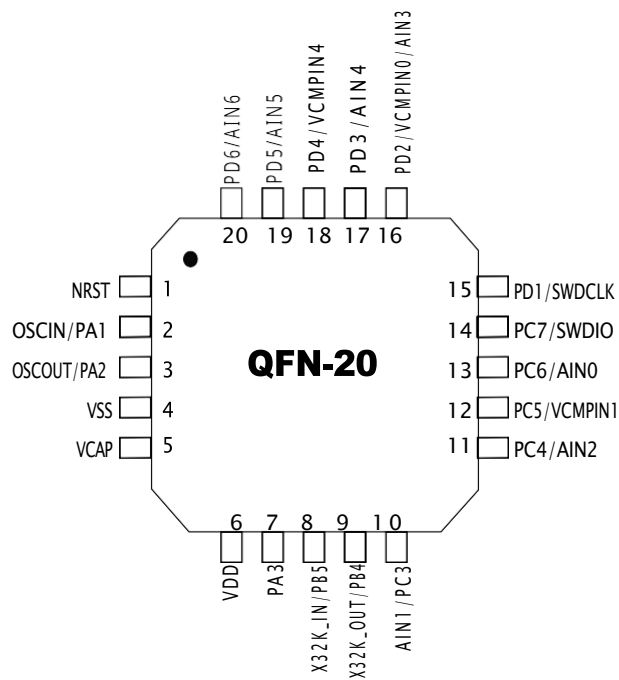 PD6/AIN6
PD5/AIN5
PD4/VCMPIN4
PD3/AIN4
PD2/VCMPIN0/AIN3
20 19 18 17 16
NRST 1
OSCIN/PA1 2
OSCOUT/PA2 3
VSS 4
VCAP 5
QFN-20
15 PD1/SWDCLK
14 PC7/SWDIO
13 PC6/AIN0
12 PC5/VCMPIN1
11 PC4/AIN2
6 7 8 9 10
VDD
PA3
X32K_IN/PB5
X32K_OUT/PB4
AIN1/PC3